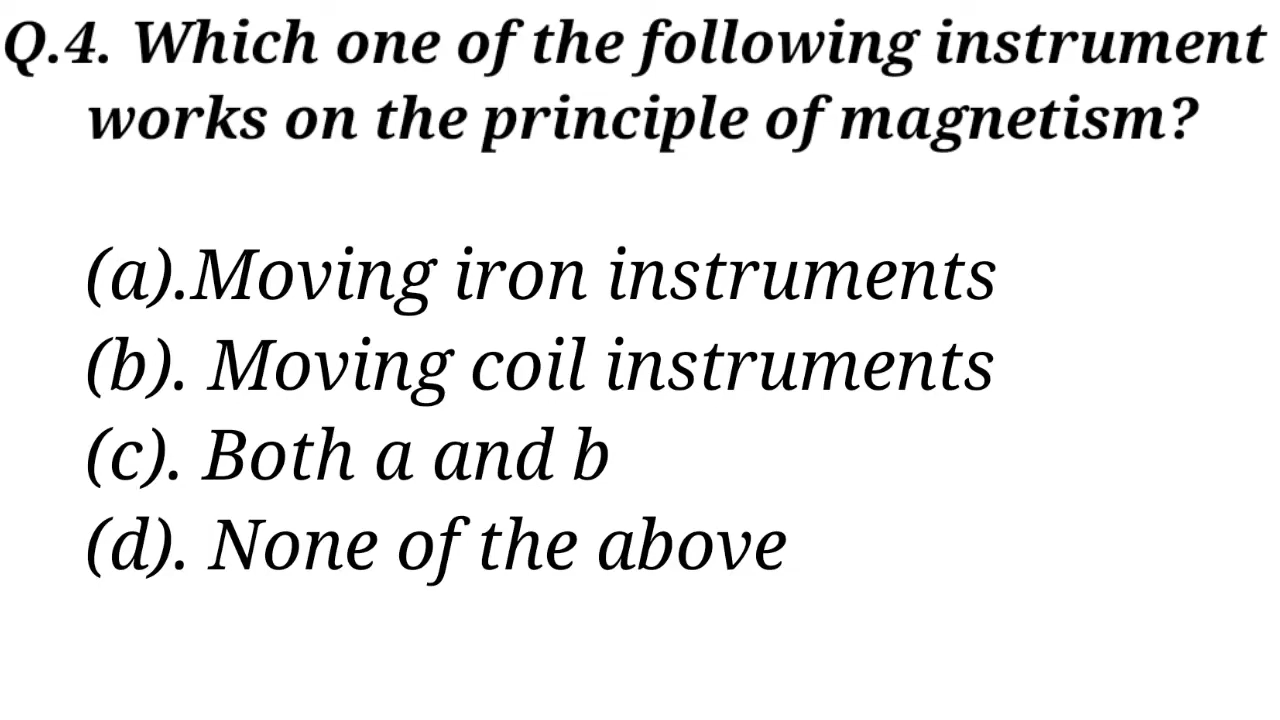 Q.4. Which one of the following instrument
works on the principle of magnetism?
(a).Moving iron instruments
(b). Moving coil instruments
(c). Both a and b
(d). None of the above